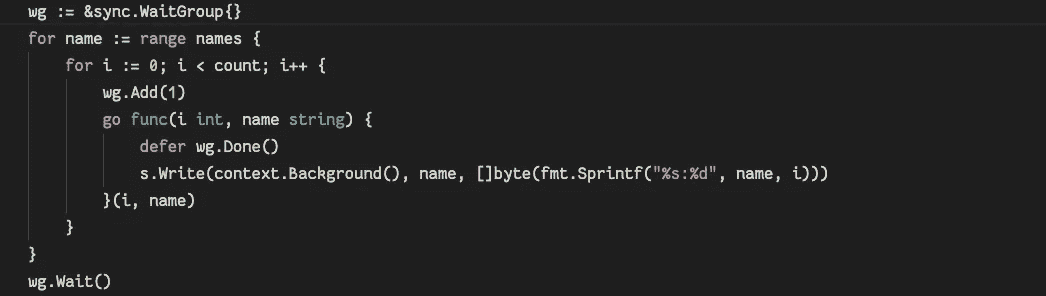 wg := &sync.WaitGroup{}
for name := range names {
for i := 0; i < count; i++ {
wg.Add(1)
go func(i int, name string) {
defer wg.Done()
s.Write(context.Background(), name, []byte(fmt.Sprintf("%s:%d", name, i)))
}(i, name)
}
}
wg.Wait()